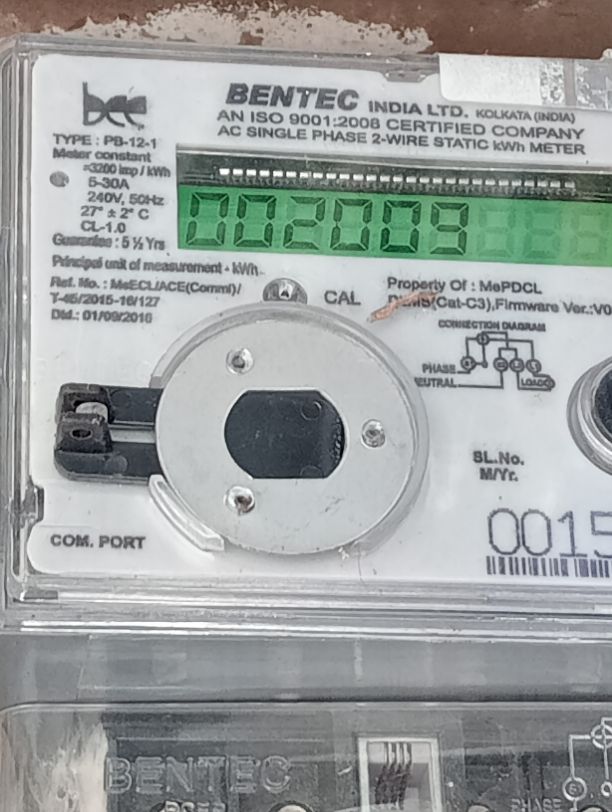 bee
BENTEC INDIA LTD. KOLKATA (INDIA)
AN ISO 9001:2008 CERTIFIED COMPANY
AC SINGLE PHASE 2-WIRE STATIC kWh METER
TYPE : PB-12-1
Meter constant
=3200 imp / kWh
5-30A
240V, 50Hz
27° ± 2° C
CL-1.0
Guarantee : 5 ½ Yrs
002009
Principal unit of measurement - kWh
Ref. No. : MeECL/ACE(Comml)/
T-45/2015-16/127
Dtd.: 01/09/2016
CAL
Property Of : MePDCL
(Cat-C3),Firmware Ver.:V0
CONNECTION DIAGRAM
PHASE
NEUTRAL
LOAD
SL.No.
M/Yr.
COM. PORT
0015
BENTEC